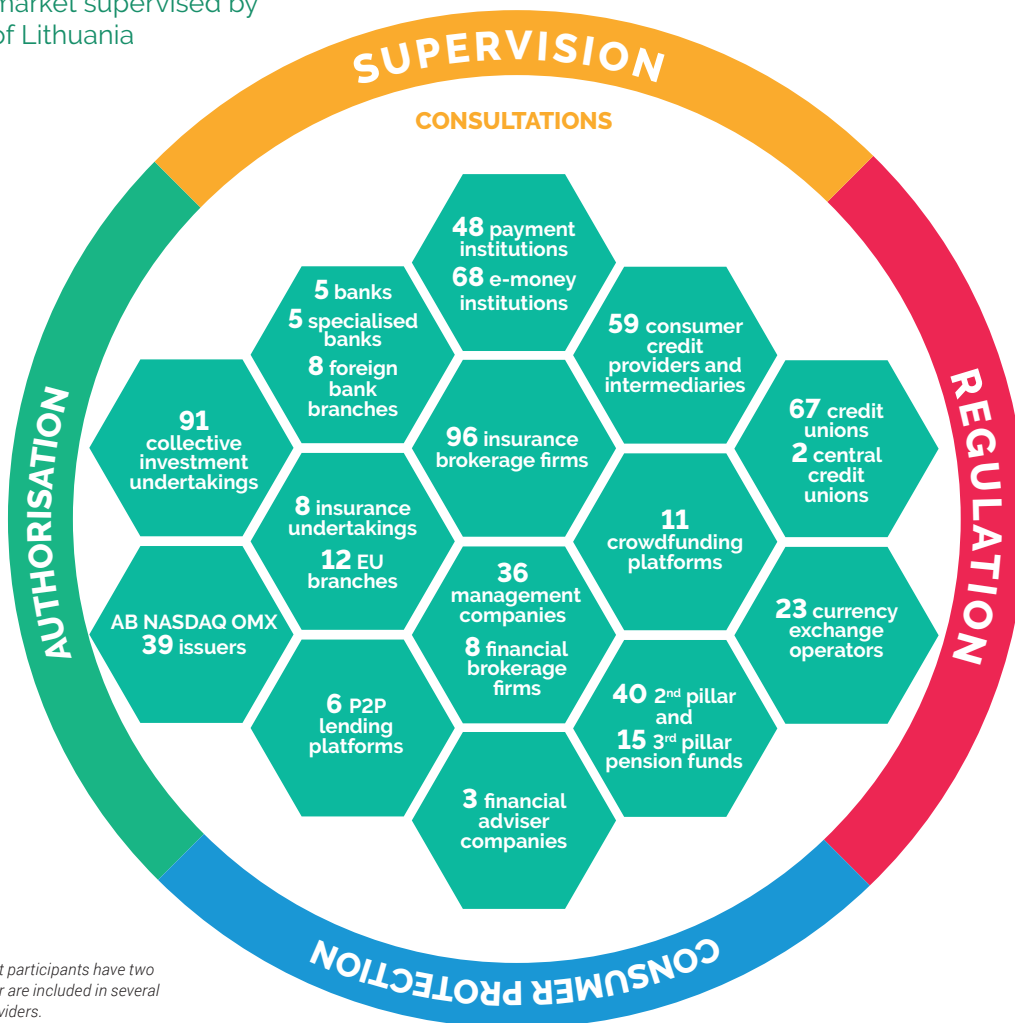 market supervised by
of Lithuania
SUPERVISION
CONSULTATIONS
48 payment
institutions
68 e-money
institutions
5 banks
5 specialised
banks
8 foreign
bank
branches
59 consumer
credit
providers and
intermediaries
91
collective
investment
undertakings
96 insurance
brokerage firms
67 credit
unions
2 central
credit
unions
AUTHORISATION
REGULATION
8 insurance
undertakings
12 EU
branches
11
crowdfunding
platforms
AB NASDAQ OMX
39 issuers
36
management
companies
8 financial
brokerage
firms
23 currency
exchange
operators
6 P2P
lending
platforms
40 2nd pillar
and
15 3rd pillar
pension funds
3 financial
adviser
companies
CONSUMER PROTECTION
participants have two
are included in several